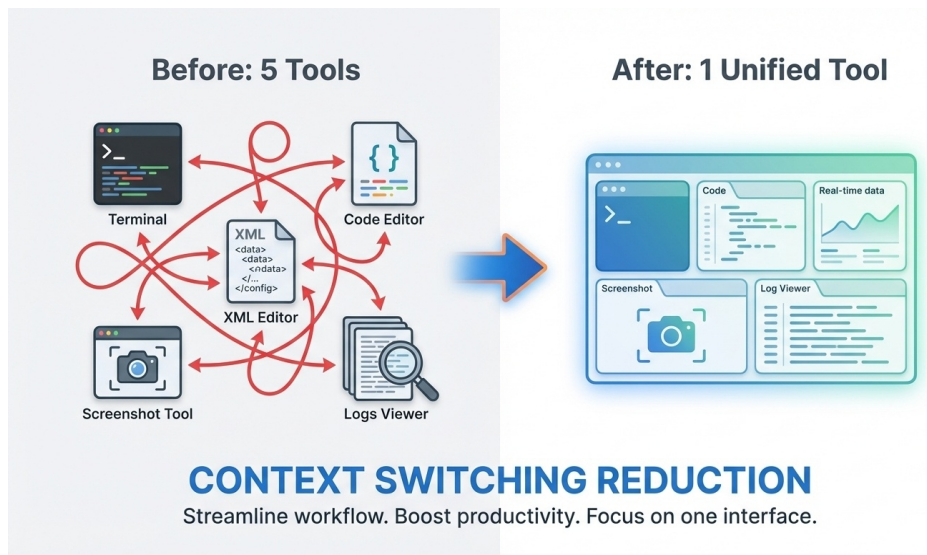 Before: 5 Tools
After: 1 Unified Tool
Terminal
Code Editor
XML
<data>
<data>
</config>
XML Editor
Screenshot Tool
Logs Viewer
Code
Real-time data
Screenshot
Log Viewer
CONTEXT SWITCHING REDUCTION
Streamline workflow. Boost productivity. Focus on one interface.